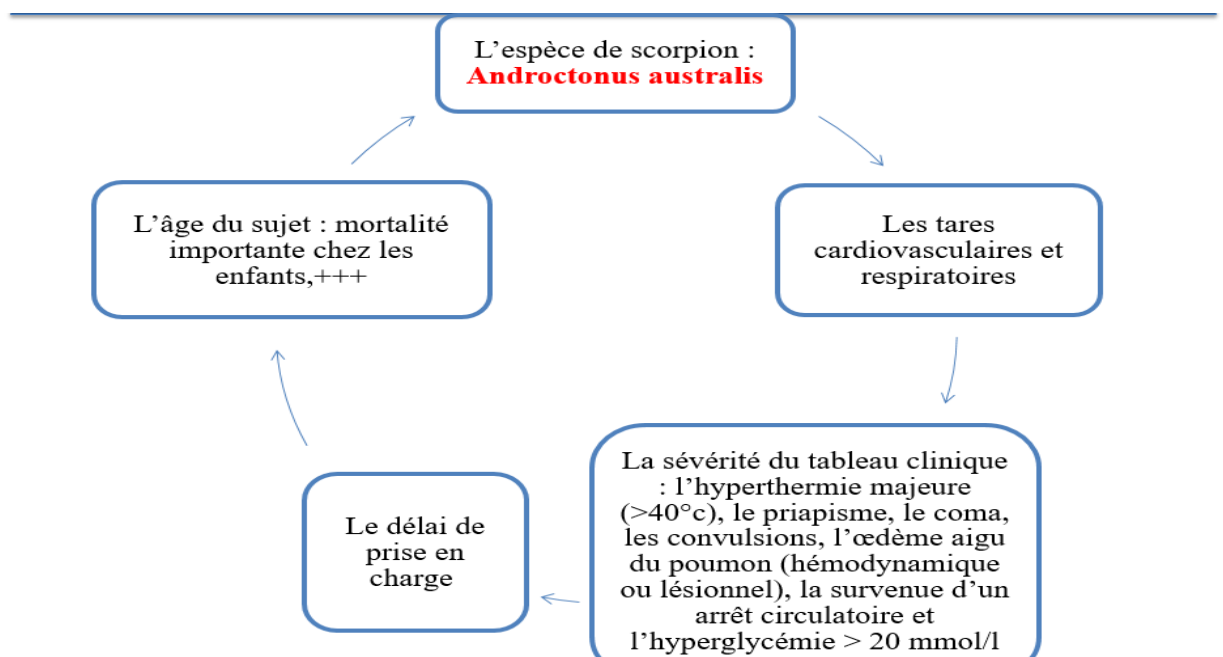 L’espèce de scorpion :
Androctonus australis
Les tares
cardiovasculaires et
respiratoires
La sévérité du tableau clinique
: l’hyperthermie majeure
(>40°c), le priapisme, le coma,
les convulsions, l’œdème aigu
du poumon (hémodynamique
ou lésionnel), la survenue d’un
arrêt circulatoire et
l’hyperglycémie > 20 mmol/l
Le délai de
prise en
charge
L’âge du sujet : mortalité
importante chez les
enfants,+++